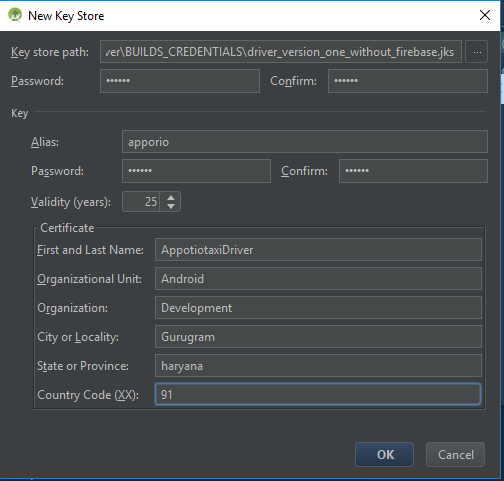 New Key Store
Key store path: ver\BUILDS_CREDENTIALS\driver_version_one_without_firebase.jks ...
Password: •••••• Confirm: ••••••
Key
Alias: apporio
Password: •••••• Confirm: ••••••
Validity (years): 25
Certificate
First and Last Name: AppotiotaxiDriver
Organizational Unit: Android
Organization: Development
City or Locality: Gurugram
State or Province: haryana
Country Code (XX): 91
OK Cancel